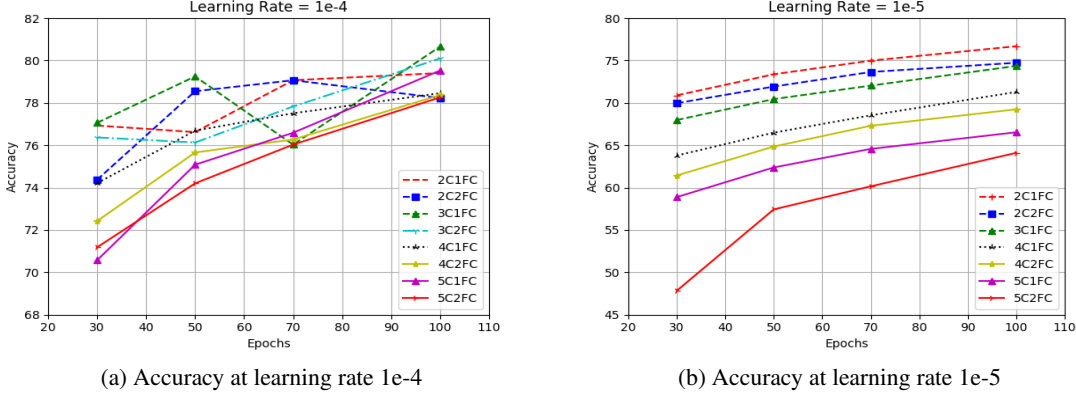 Learning Rate = 1e-4
82
80
78
76
74
72
70
68
Accuracy
20 30 40 50 60 70 80 90 100 110
Epochs
2C1FC
2C2FC
3C1FC
3C2FC
4C1FC
4C2FC
5C1FC
5C2FC
(a) Accuracy at learning rate 1e-4
Learning Rate = 1e-5
80
75
70
65
60
55
50
45
Accuracy
20 30 40 50 60 70 80 90 100 110
Epochs
2C1FC
2C2FC
3C1FC
4C1FC
4C2FC
5C1FC
5C2FC
(b) Accuracy at learning rate 1e-5